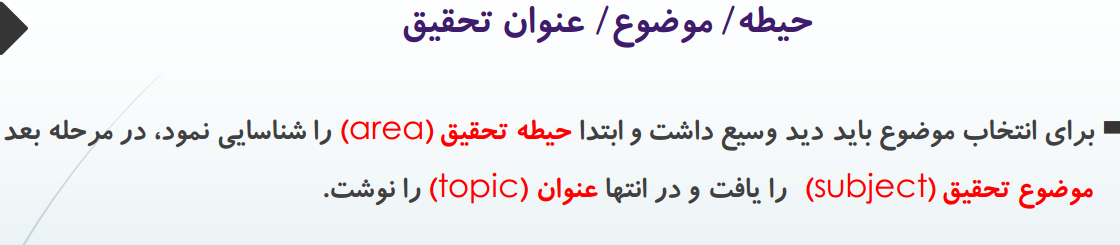 حیطه/ موضوع/ عنوان تحقیق
برای انتخاب موضوع باید دید وسیع داشت و ابتدا حیطه تحقیق (area) را شناسایی نمود، در مرحله بعد
موضوع تحقیق (subject) را یافت و در انتها عنوان (topic) را نوشت.